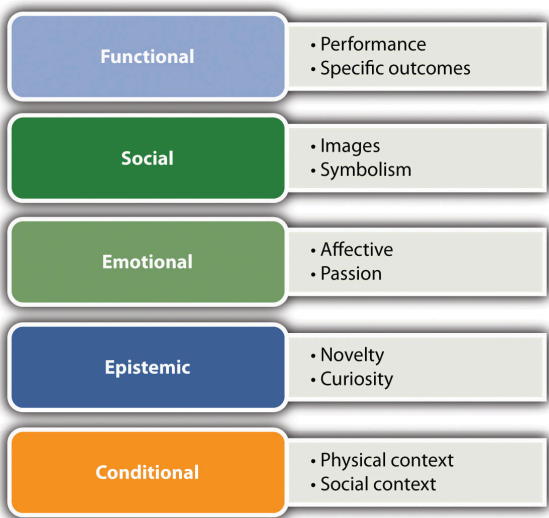 Functional
• Performance
• Specific outcomes
Social
• Images
• Symbolism
Emotional
• Affective
• Passion
Epistemic
• Novelty
• Curiosity
Conditional
• Physical context
• Social context